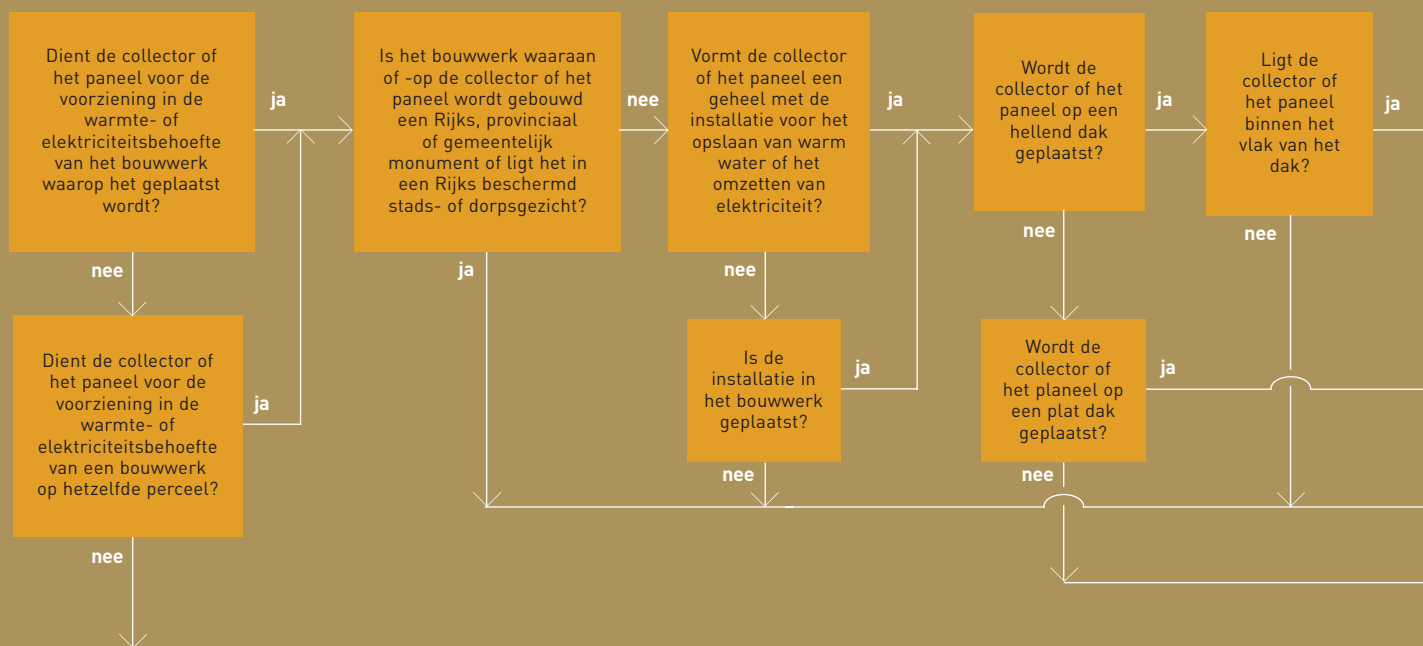 Dient de collector of
het paneel voor de
voorziening in de
warmte- of
elektriciteitsbehoefte
van het bouwwerk
waarop het geplaatst
wordt?
ja
nee
Dient de collector of
het paneel voor de
voorziening in de
warmte- of
elektriciteitsbehoefte
van een bouwwerk
op hetzelfde perceel?
ja
nee
Is het bouwwerk waaraan
of -op de collector of het
paneel wordt gebouwd
een Rijks, provinciaal
of gemeentelijk
monument of ligt het in
een Rijks beschermd
stads- of dorpsgezicht?
nee
ja
Vormt de collector
of het paneel een
geheel met de
installatie voor het
opslaan van warm
water of het
omzetten van
elektriciteit?
ja
nee
Is de
installatie in
het bouwwerk
geplaatst?
ja
nee
Wordt de
collector of het
paneel op een
hellend dak
geplaatst?
ja
nee
Wordt de
collector of
het planeel op
een plat dak
geplaatst?
ja
nee
Ligt de
collector of
het paneel
binnen het
vlak van het
dak?
ja
nee